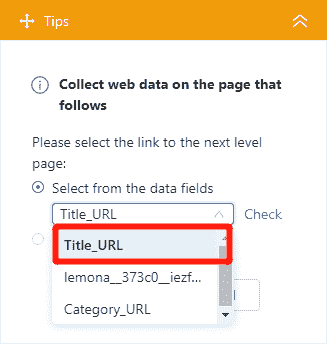 Tips
Collect web data on the page that
follows
Please select the link to the next level
page:
Select from the data fields
Title_URL
Check
Title_URL
lemona__373c0__iezf...
Category_URL